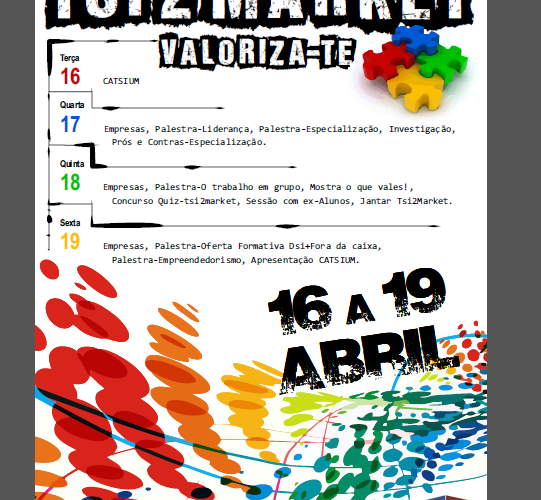 TSI2MARKET
VALORIZA-TE
Terça
16
CATSIUM
Quarta
17
Empresas, Palestra-Liderança, Palestra-Especialização, Investigação,
Prós e Contras-Especialização.
Quinta
18
Empresas, Palestra-O trabalho em grupo, Mostra o que vales!,
Concurso Quiz-tsi2market, Sessão com ex-Alunos, Jantar Tsi2Market.
Sexta
19
Empresas, Palestra-Oferta Formativa Dsi+Fora da caixa,
Palestra-Empreendedorismo, Apresentação CATSIUM.
16 A 19
ABRIL